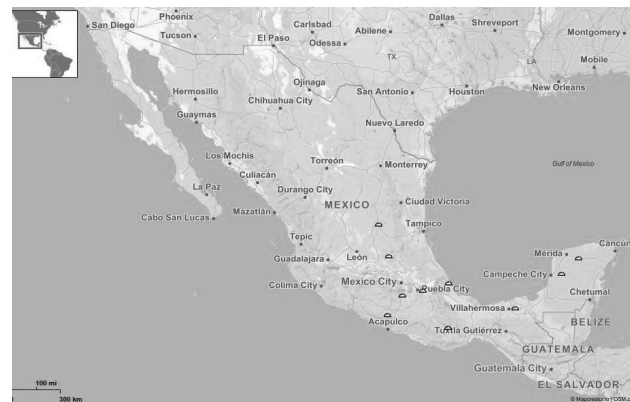 Phoenix
San Diego
Tucson
El Paso
Carlsbad
Odessa
Abilene
Dallas
Shreveport
Montgomery
TX
LA
Mobile
Ojinaga
San Antonio
Houston
New Orleans
Hermosillo
Chihuahua City
Guaymas
Nuevo Laredo
Los Mochis
Torreón
Monterrey
Gulf of Mexico
Culiacán
La Paz
Durango City
MEXICO
Ciudad Victoria
Cabo San Lucas
Mazatlán
Tampico
Tepic
León
Mérida
Cancún
Guadalajara
Campeche City
Colima City
Mexico City
Puebla City
Chetumal
Villahermosa
Acapulco
Tuxtla Gutiérrez
BELIZE
GUATEMALA
Guatemala City
EL SALVADOR
100 mi
300 km